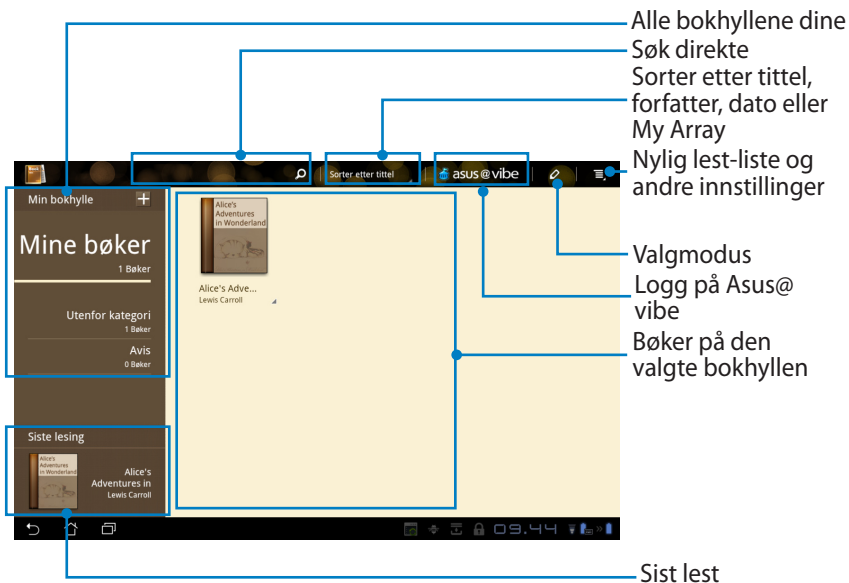 Alle bokhyllene dine
Søk direkte
Sorter etter tittel,
forfatter, dato eller
My Array
Nylig lest-liste og
andre innstillinger
Valgmodus
Logg på Asus@
vibe
Bøker på den
valgte bokhyllen
Sist lest
Sorter etter tittel
asus@vibe
Min bokhylle
Mine bøker
1 Bøker
Utenfor kategori
1 Bøker
Avis
0 Bøker
Alice's
Adventures
in Wonderland
Alice's Adve...
Lewis Carroll
Siste lesing
Alice's
Adventures
in Wonderland
Alice's
Adventures in
Lewis Carroll
09.44